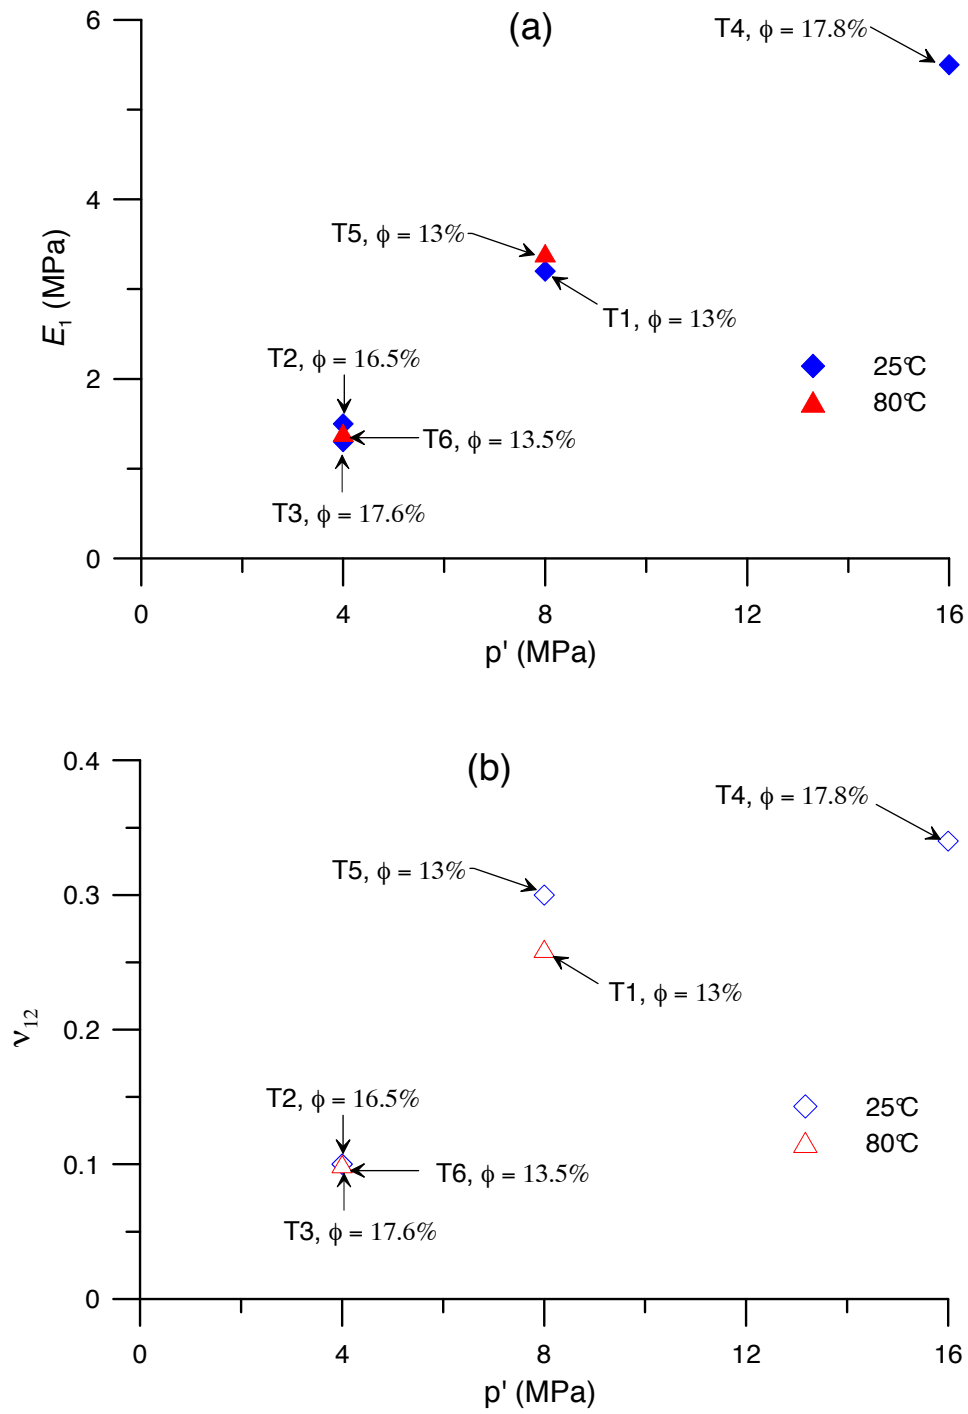 (a)
6
T4, ϕ = 17.8%
4
T5, ϕ = 13%
T1, ϕ = 13%
E1 (MPa)
T2, ϕ = 16.5%
25°C
2
80°C
T6, ϕ = 13.5%
T3, ϕ = 17.6%
0
0 4 8 12 16
p' (MPa)
(b)
0.4
T4, ϕ = 17.8%
T5, ϕ = 13%
0.3
T1, ϕ = 13%
ν12
0.2
T2, ϕ = 16.5%
25°C
80°C
0.1
T6, ϕ = 13.5%
T3, ϕ = 17.6%
0
0 4 8 12 16
p' (MPa)